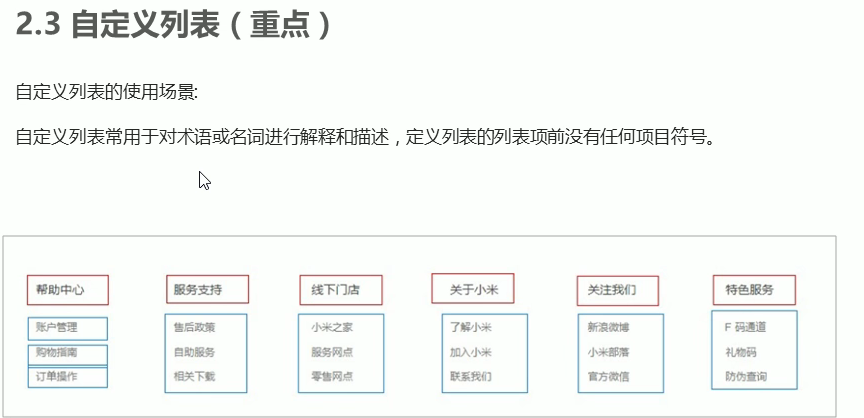 2.3 自定义列表（重点）
自定义列表的使用场景:
自定义列表常用于对术语或名词进行解释和描述，定义列表的列表项前没有任何项目符号。
帮助中心 服务支持 线下门店 关于小米 关注我们 特色服务
账户管理 售后政策 小米之家 了解小米 新浪微博 F 码通道
购物指南 自助服务 服务网点 加入小米 小米部落 礼物码
订单操作 相关下载 零售网点 联系我们 官方微信 防伪查询